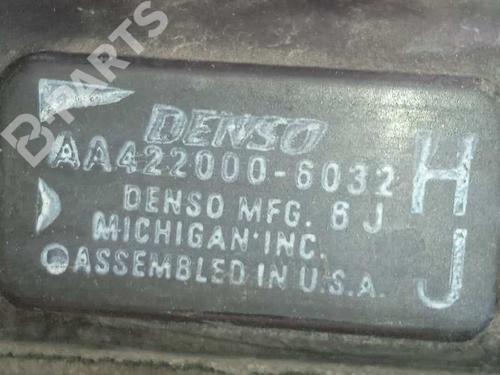 B-PARTS
DENSO
AA422000-6032 H
DENSO MFG. 6 J
MICHIGAN INC.
ASSEMBLED IN U.S.A. J